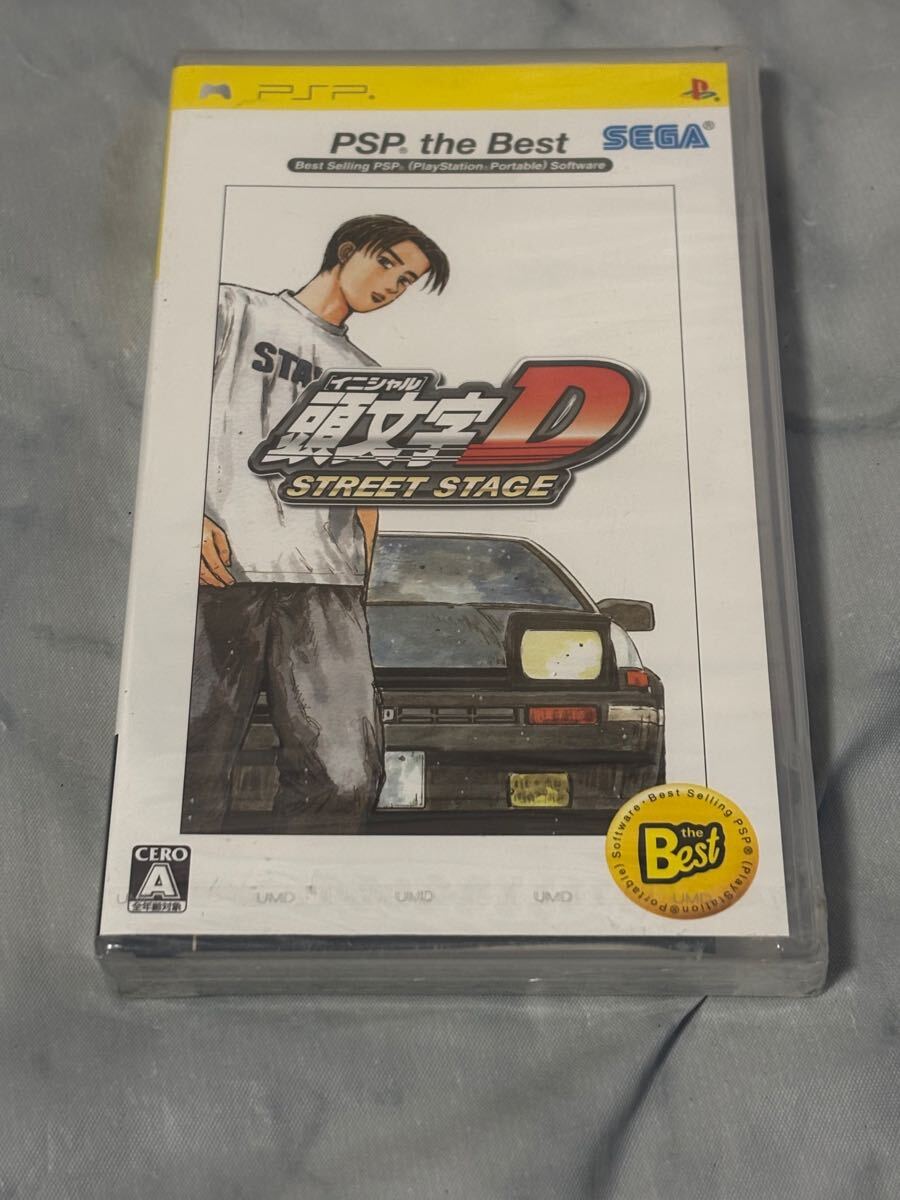 PSP®
PSP® the Best
SEGA®
Best Selling PSP® (PlayStation®Portable) Software
STA
[イニシャル]
頭文字D
STREET STAGE
the
Best
Software・Best Selling PSP® (PlayStation®Portable)
CERO
A
全年齢対象
UMD UMD UMD UMD UMD